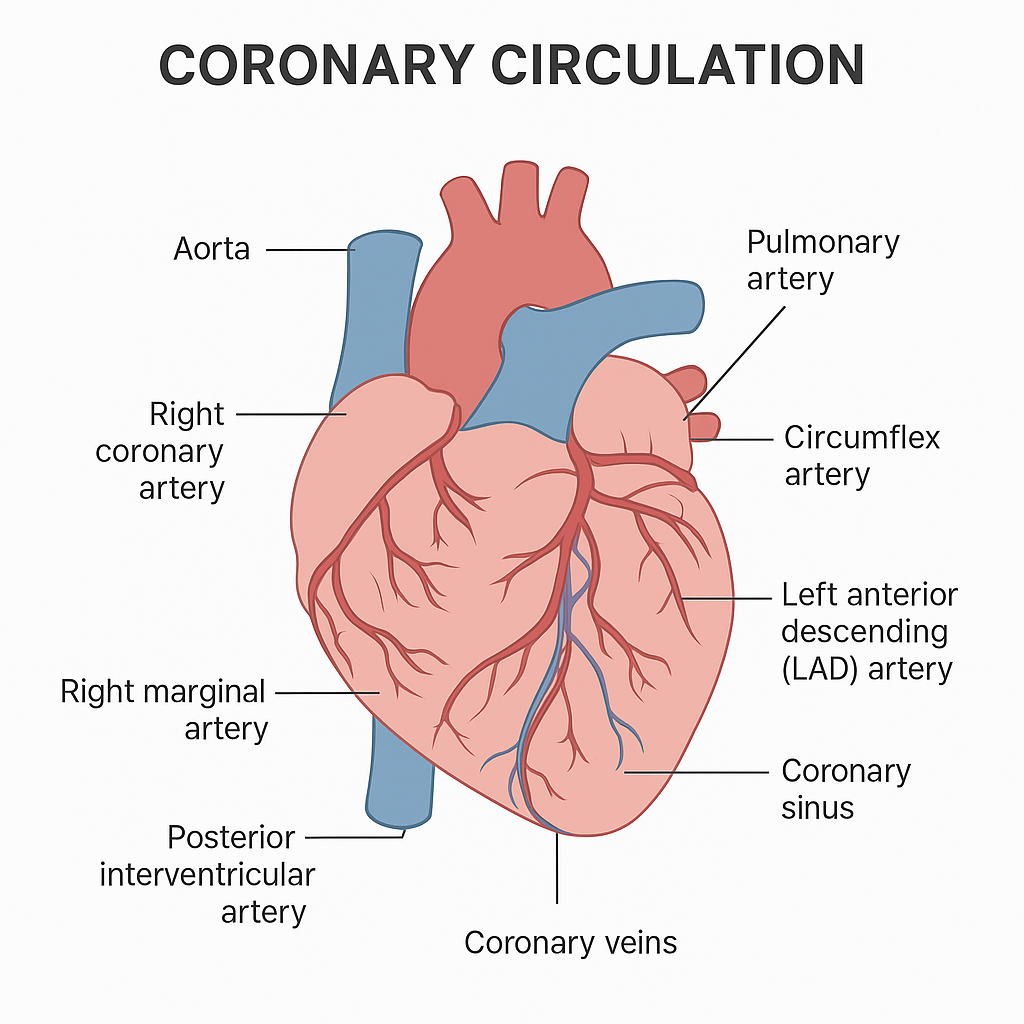 CORONARY CIRCULATION
Aorta
Pulmonary
artery
Right
coronary
artery
Circumflex
artery
Left anterior
descending
(LAD) artery
Right marginal
artery
Coronary
sinus
Posterior
interventricular
artery
Coronary veins